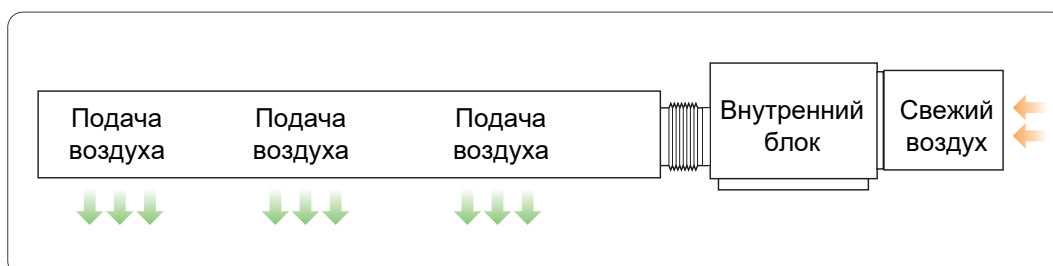 Подача
воздуха
Подача
воздуха
Подача
воздуха
Внутренний
блок
Свежий
воздух